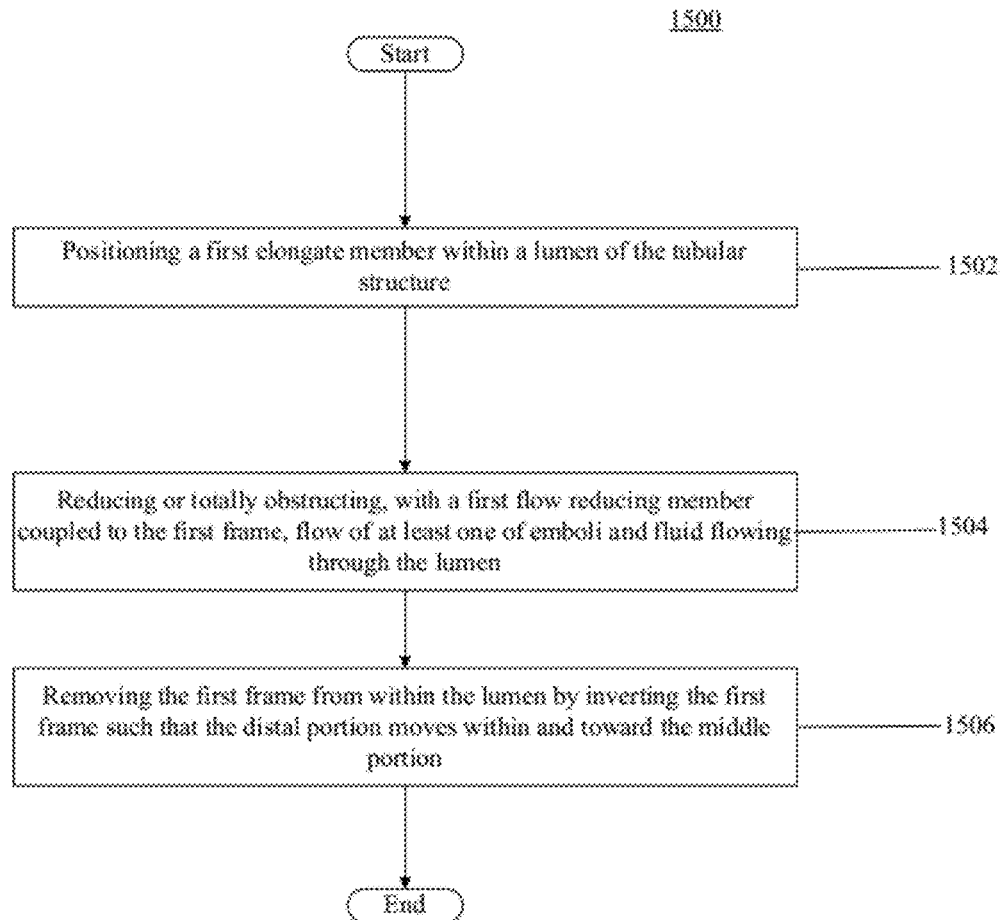 1500
Start
Positioning a first elongate member within a lumen of the tubular
structure
1502
Reducing or totally obstructing, with a first flow reducing member
coupled to the first frame, flow of at least one of emboli and fluid flowing
through the lumen
1504
Removing the first frame from within the lumen by inverting the first
frame such that the distal portion moves within and toward the middle
portion
1506
End